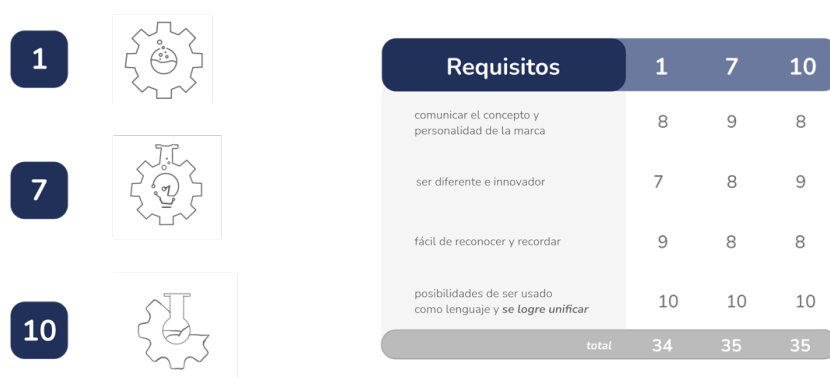 1
7
10
Requisitos 1 7 10
comunicar el concepto y
personalidad de la marca
8 9 8
ser diferente e innovador 7 8 9
fácil de reconocer y recordar 9 8 8
posibilidades de ser usado
como lenguaje y se logre unificar
10 10 10
total 34 35 35